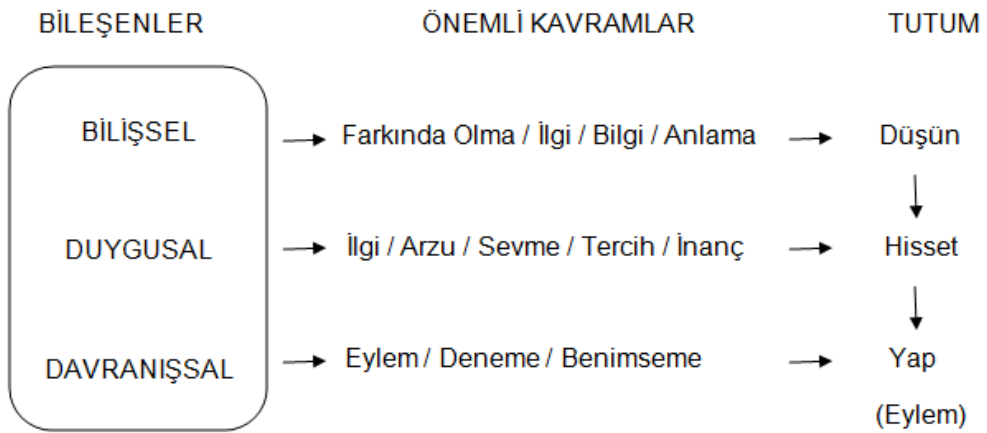 BİLEŞENLER ÖNEMLİ KAVRAMLAR TUTUM
BİLİŞSEL Farkında Olma / İlgi / Bilgi / Anlama Düşün
DUYGUSAL İlgi / Arzu / Sevme / Tercih / İnanç Hisset
DAVRANIŞSAL Eylem / Deneme / Benimseme Yap
(Eylem)